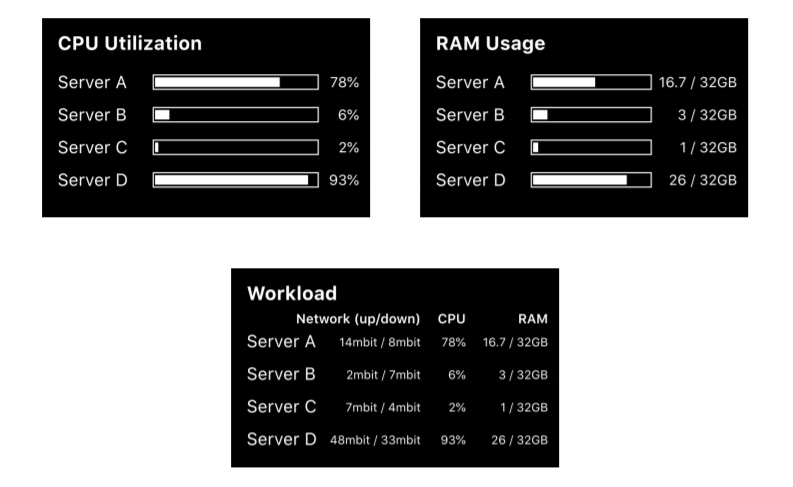 CPU Utilization
Server A 78%
Server B 6%
Server C 2%
Server D 93%
RAM Usage
Server A 16.7 / 32GB
Server B 3 / 32GB
Server C 1 / 32GB
Server D 26 / 32GB
Workload
Network (up/down) CPU RAM
Server A 14mbit / 8mbit 78% 16.7 / 32GB
Server B 2mbit / 7mbit 6% 3 / 32GB
Server C 7mbit / 4mbit 2% 1 / 32GB
Server D 48mbit / 33mbit 93% 26 / 32GB